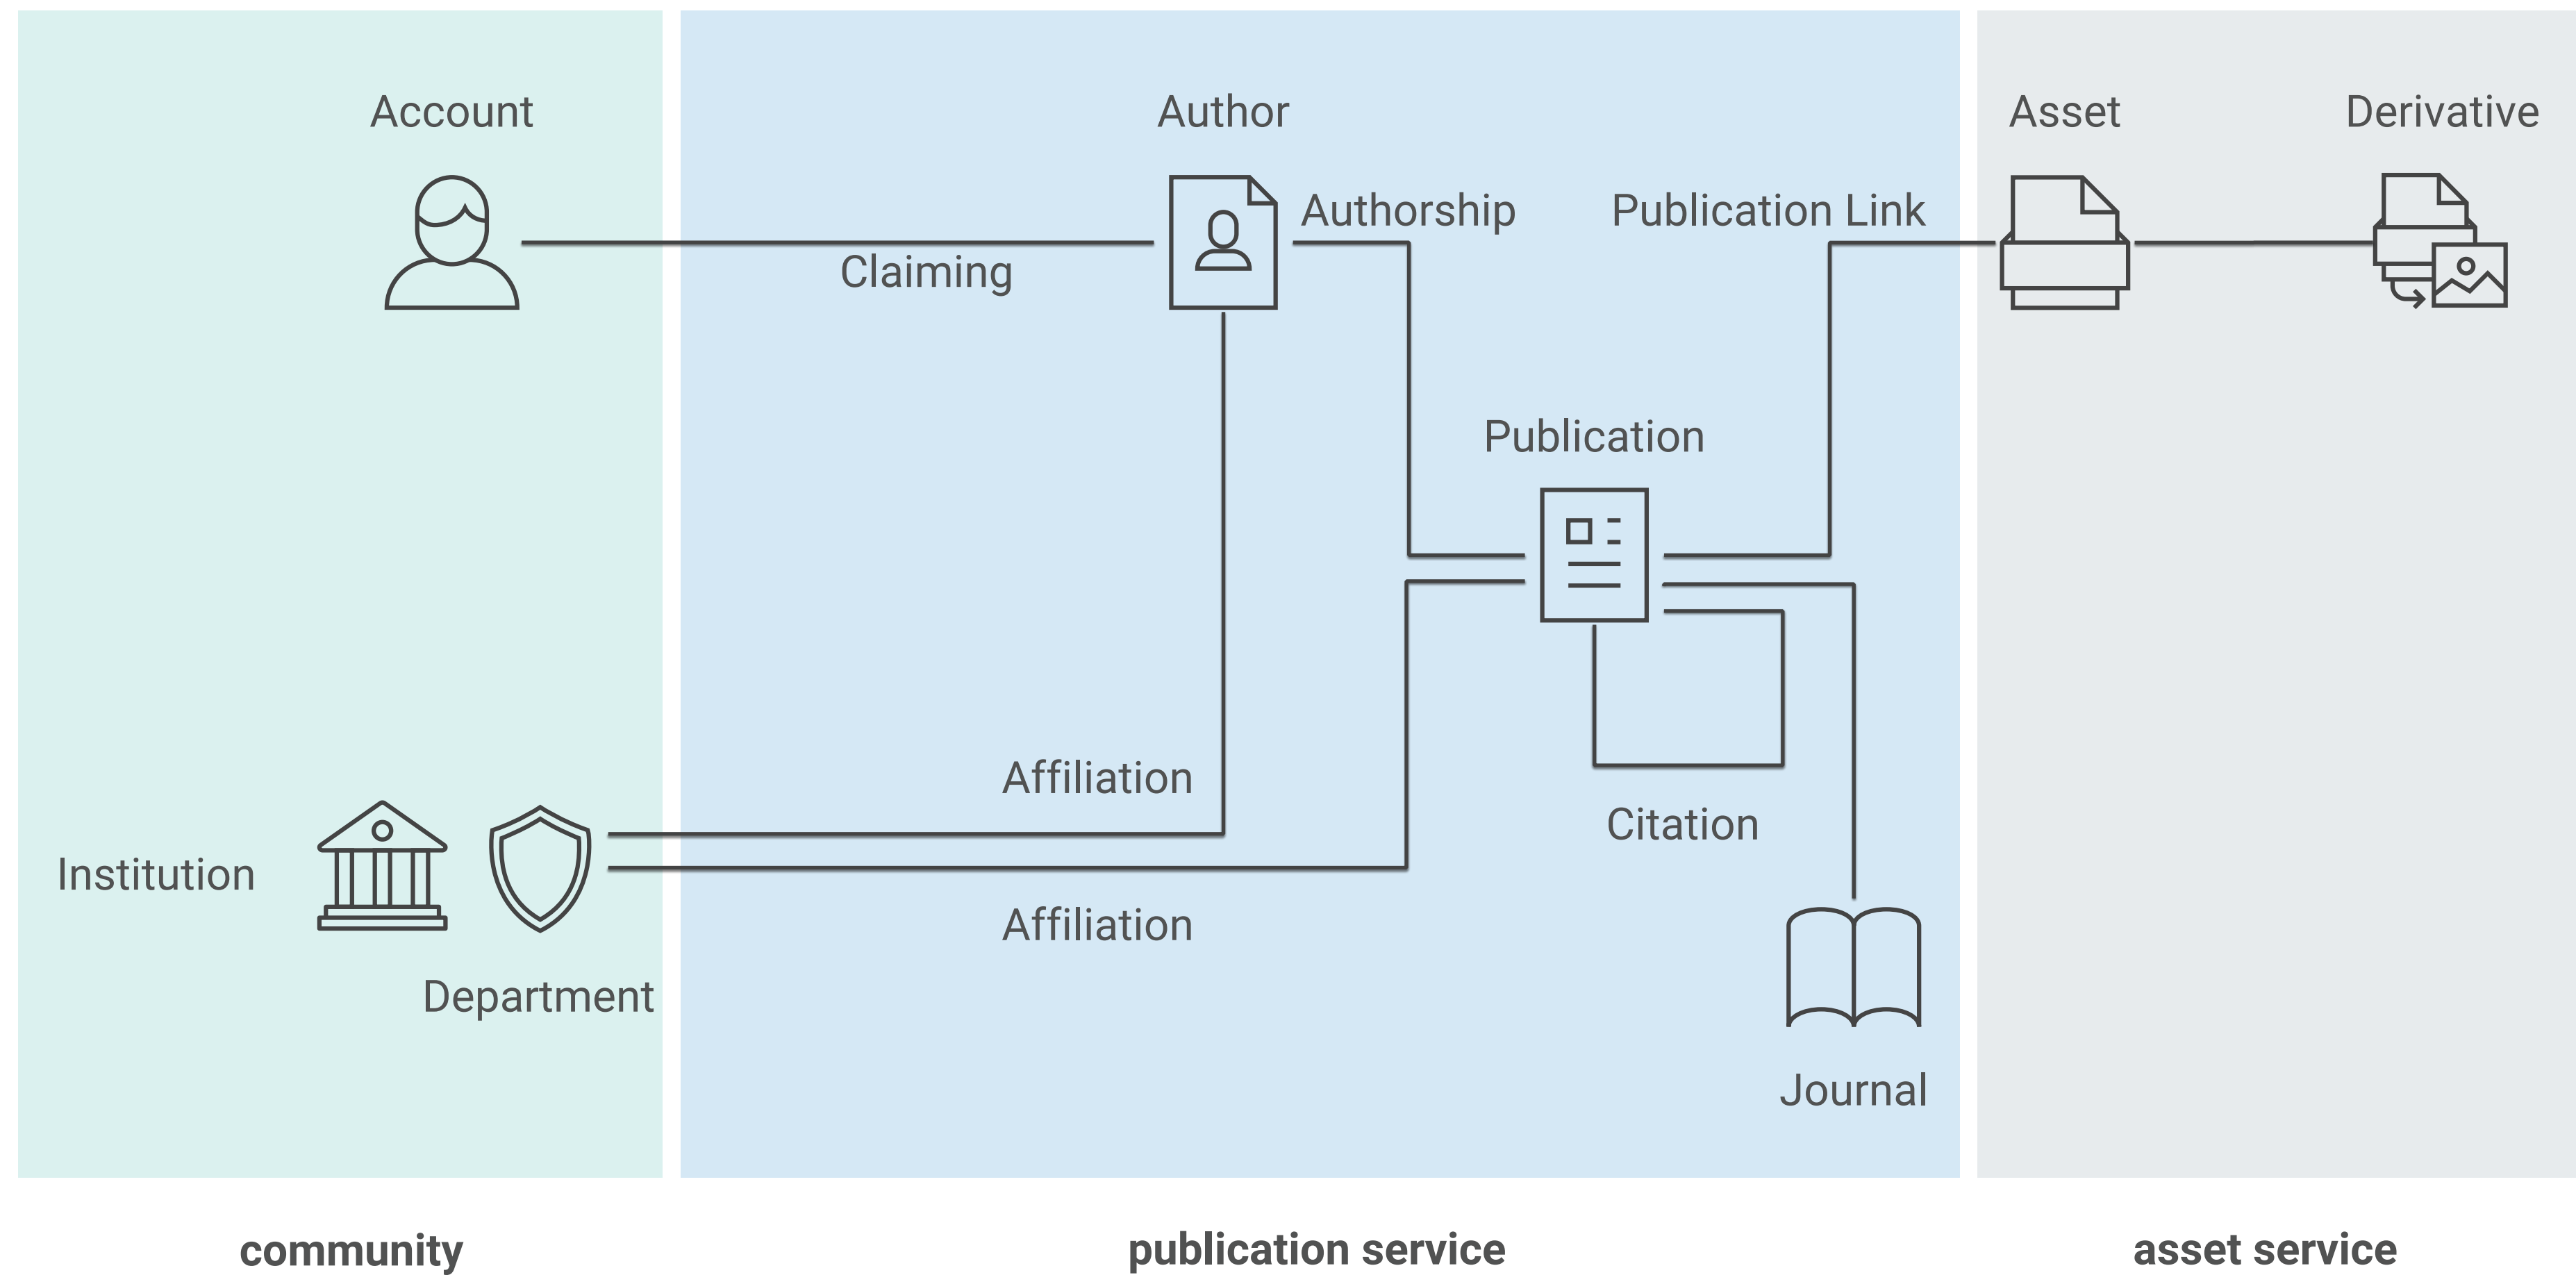 Account
Author
Asset
Derivative
Authorship
Publication Link
Claiming
Publication
Affiliation
Citation
Institution
Affiliation
Department
Journal
community
publication service
asset service